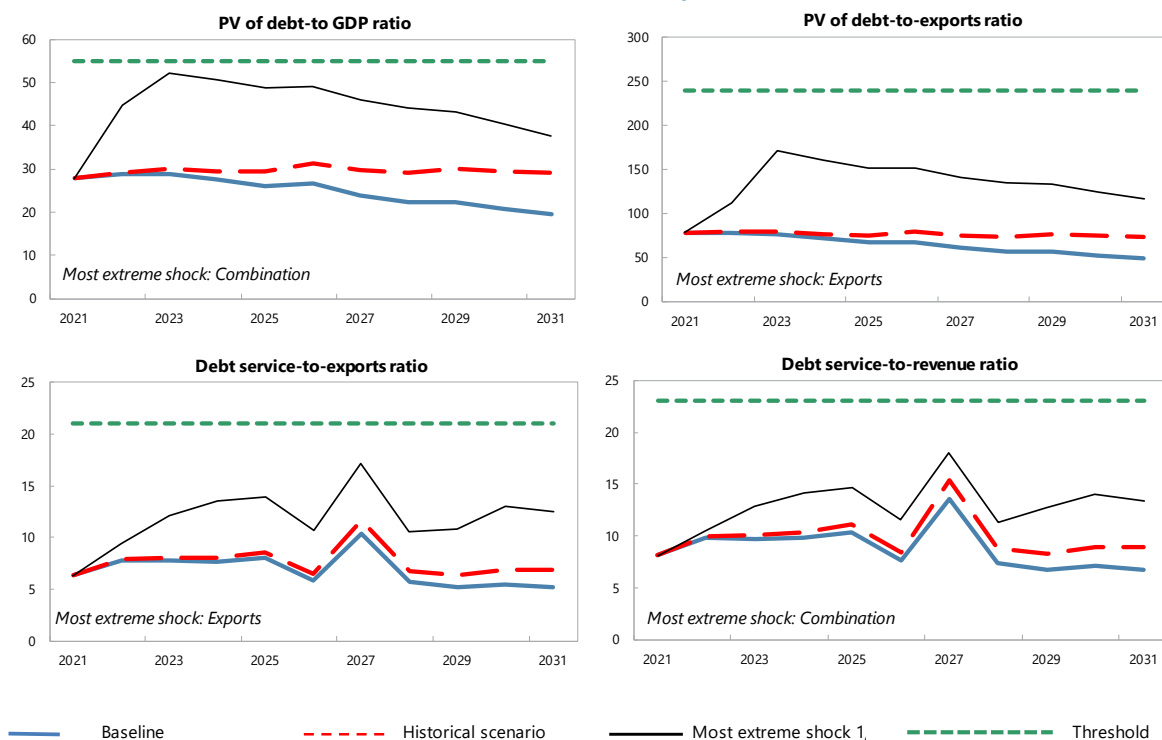 PV of debt-to GDP ratio
60
50
40
30
20
10
0
Most extreme shock: Combination
2021 2023 2025 2027 2029 2031
PV of debt-to-exports ratio
300
250
200
150
100
50
0
Most extreme shock: Exports
2021 2023 2025 2027 2029 2031
Debt service-to-exports ratio
25
20
15
10
5
0
Most extreme shock: Exports
2021 2023 2025 2027 2029 2031
Debt service-to-revenue ratio
25
20
15
10
5
0
Most extreme shock: Combination
2021 2023 2025 2027 2029 2031
Baseline Historical scenario Most extreme shock 1/ Threshold